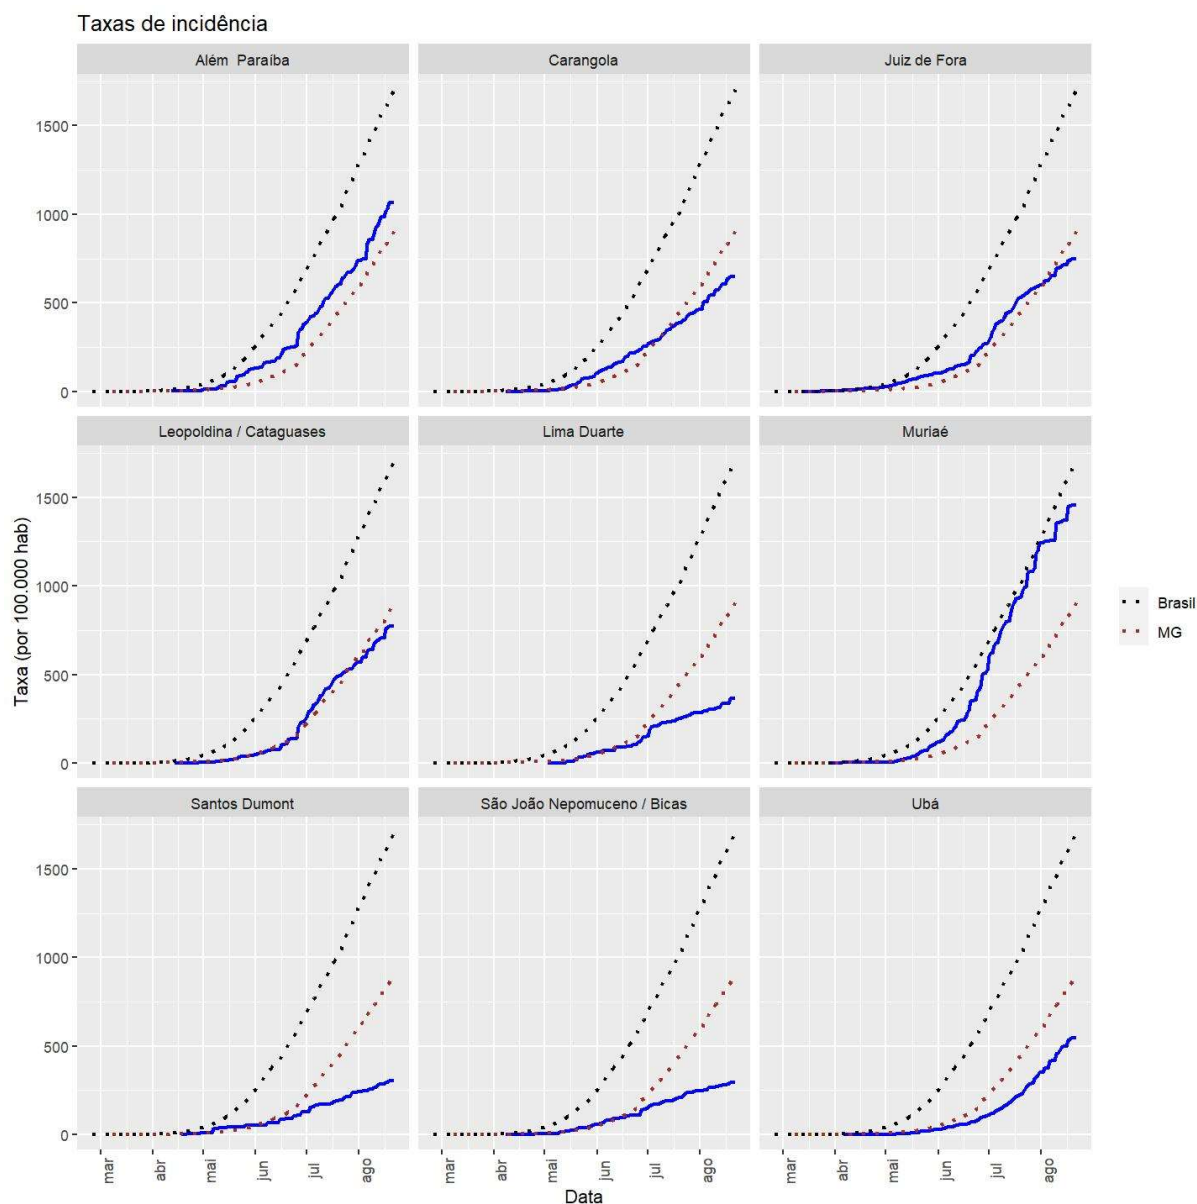 Taxas de incidência
Além  Paraíba
Carangola
Juiz de Fora
1500
1000
500
0
Leopoldina / Cataguases
Lima Duarte
Muriaé
1500
1000
500
0
Taxa (por 100.000 hab)
Brasil
MG
Santos Dumont
São João Nepomuceno / Bicas
Ubá
1500
1000
500
0
mar abr mai jun jul ago
mar abr mai jun jul ago
mar abr mai jun jul ago
Data